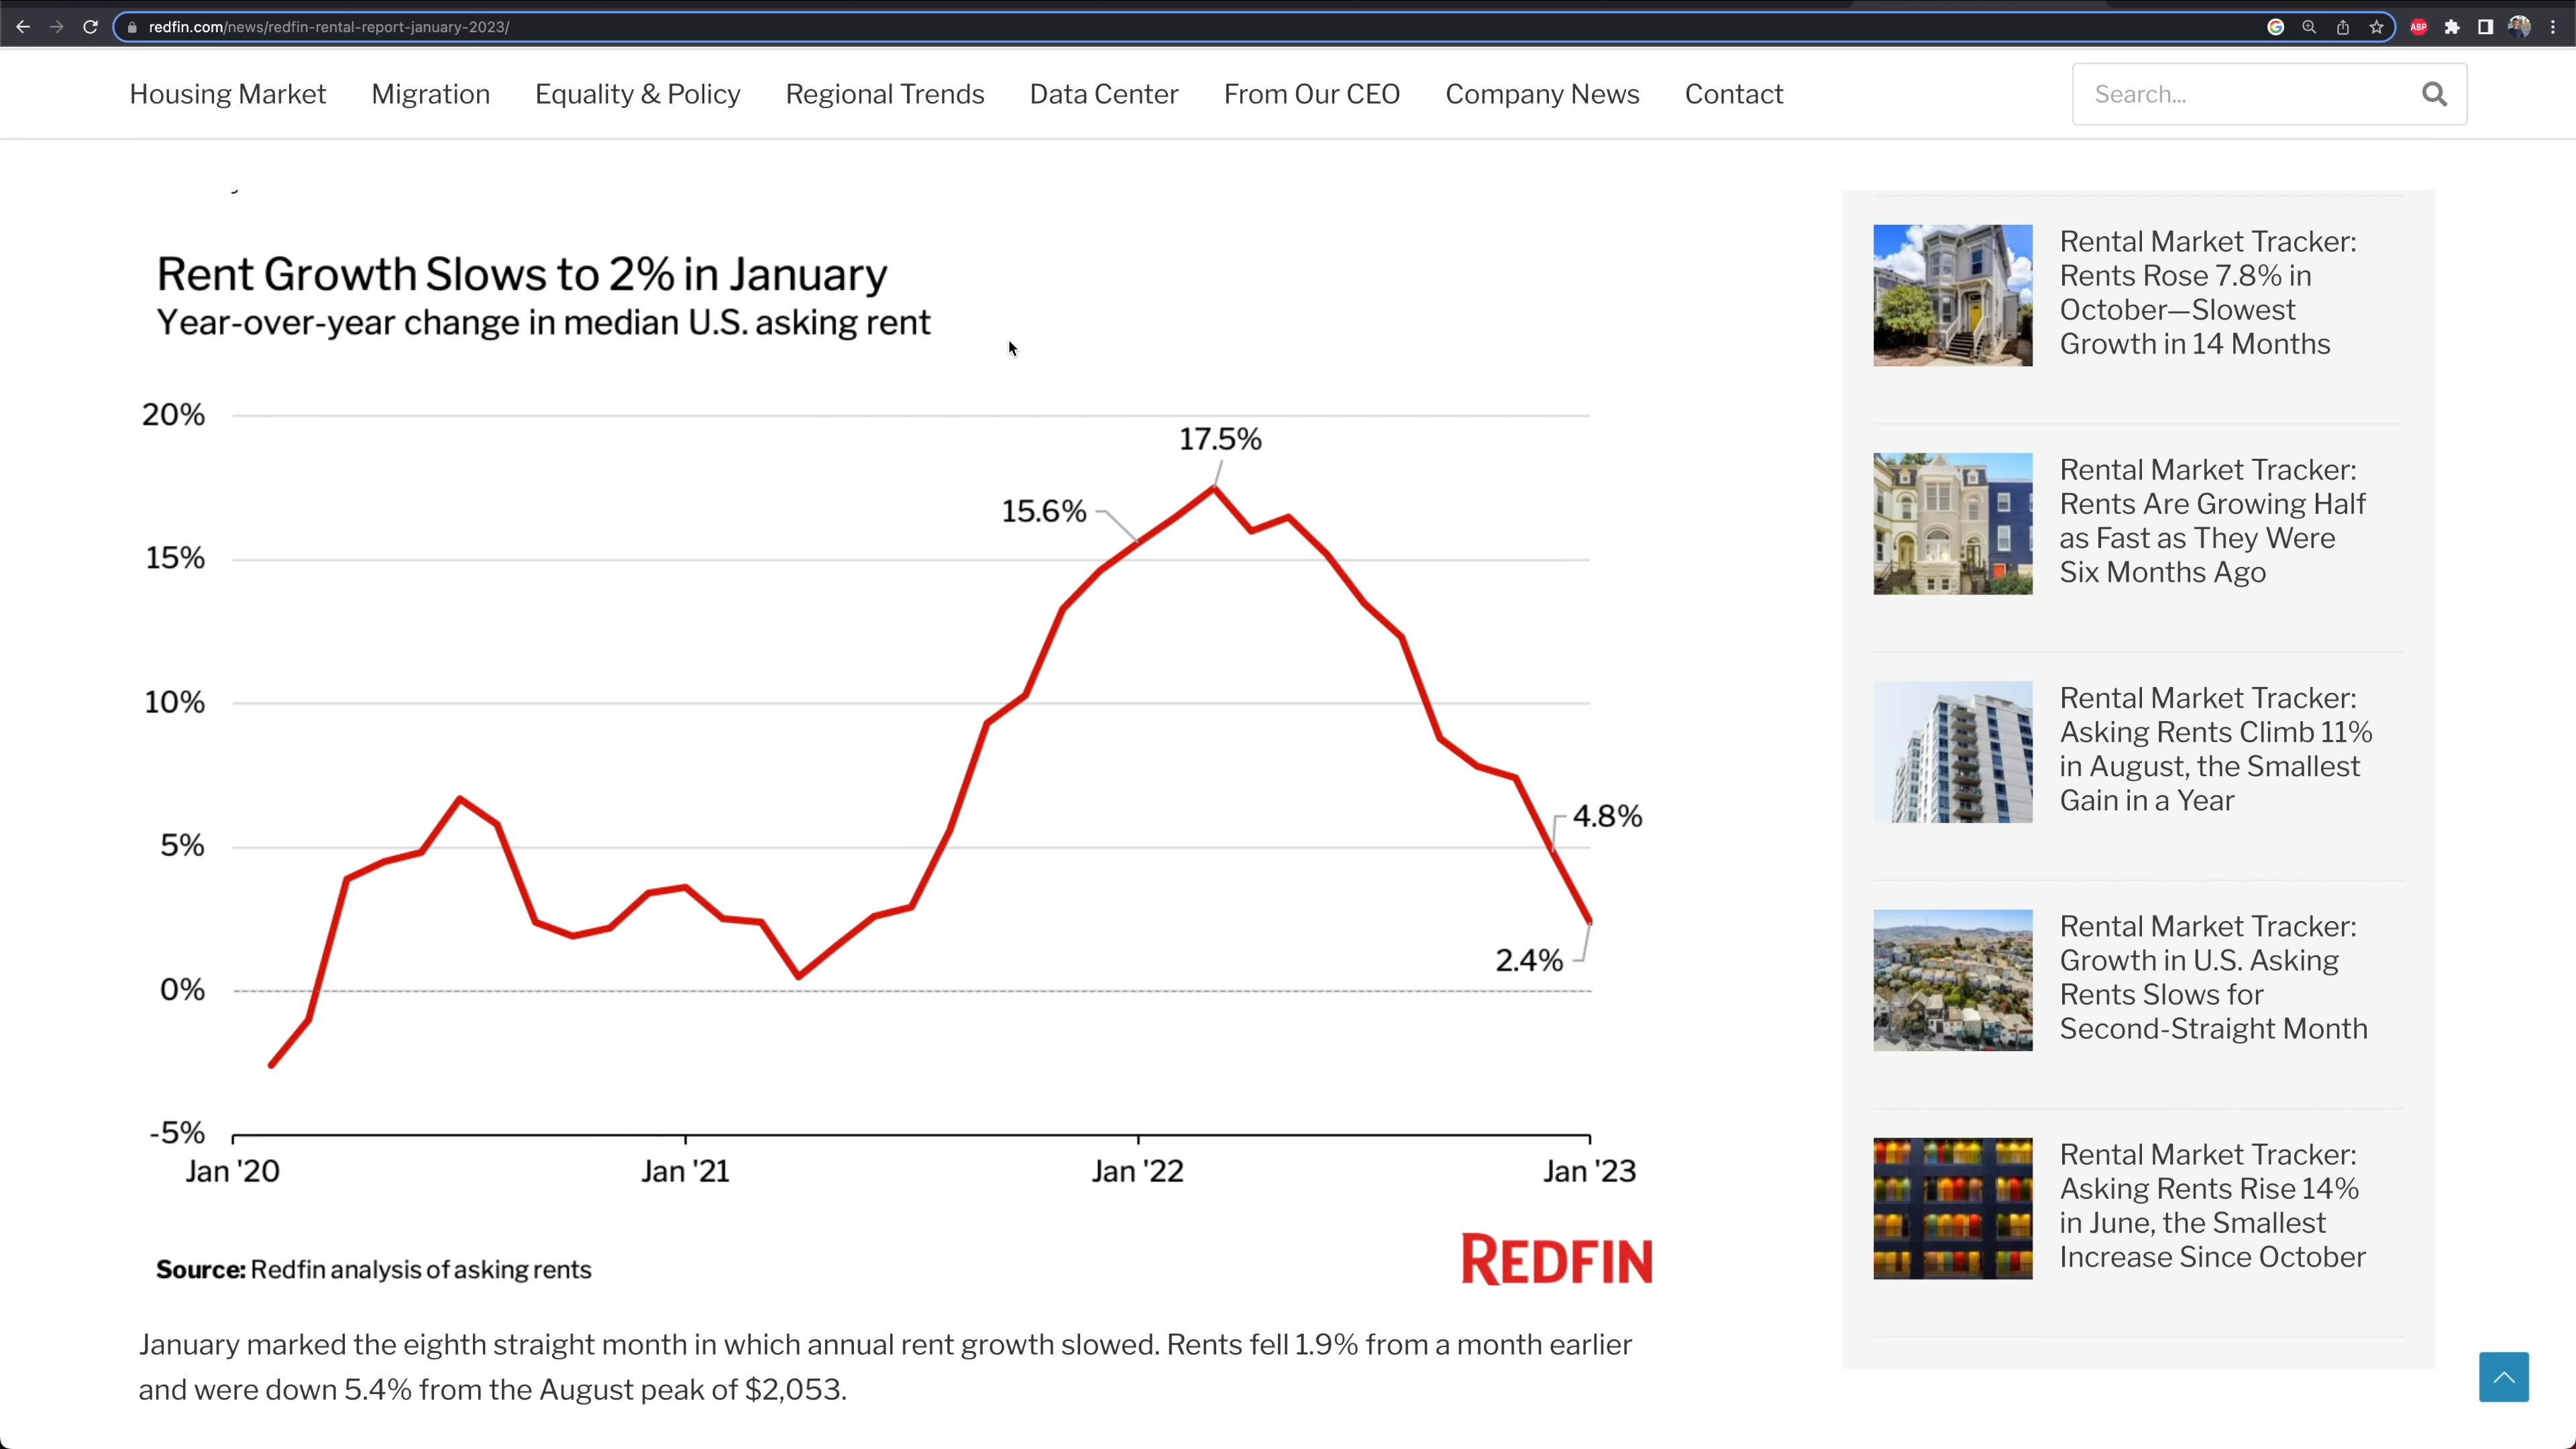 redfin.com/news/redfin-rental-report-january-2023/
ABP
Housing Market Migration Equality & Policy Regional Trends Data Center From Our CEO Company News Contact
Search...
Rent Growth Slows to 2% in January
Year-over-year change in median U.S. asking rent
20%
15%
10%
5%
0%
-5%
17.5%
15.6%
4.8%
2.4%
Jan '20 Jan '21 Jan '22 Jan '23
Source: Redfin analysis of asking rents
REDFIN
January marked the eighth straight month in which annual rent growth slowed. Rents fell 1.9% from a month earlier
and were down 5.4% from the August peak of $2,053.
Rental Market Tracker:
Rents Rose 7.8% in
October—Slowest
Growth in 14 Months
Rental Market Tracker:
Rents Are Growing Half
as Fast as They Were
Six Months Ago
Rental Market Tracker:
Asking Rents Climb 11%
in August, the Smallest
Gain in a Year
Rental Market Tracker:
Growth in U.S. Asking
Rents Slows for
Second-Straight Month
Rental Market Tracker:
Asking Rents Rise 14%
in June, the Smallest
Increase Since October